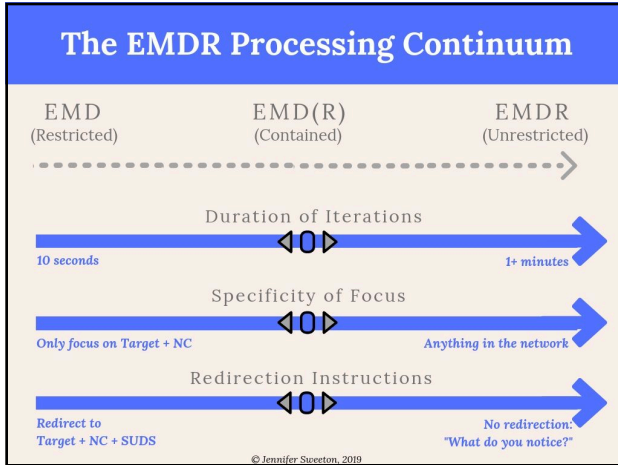 The EMDR Processing Continuum
EMD EMD(R) EMDR
(Restricted) (Contained) (Unrestricted)
Duration of Iterations
10 seconds 1+ minutes
Specificity of Focus
Only focus on Target + NC Anything in the network
Redirection Instructions
Redirect to No redirection:
Target + NC + SUDS "What do you notice?"
© Jennifer Sweeton, 2019